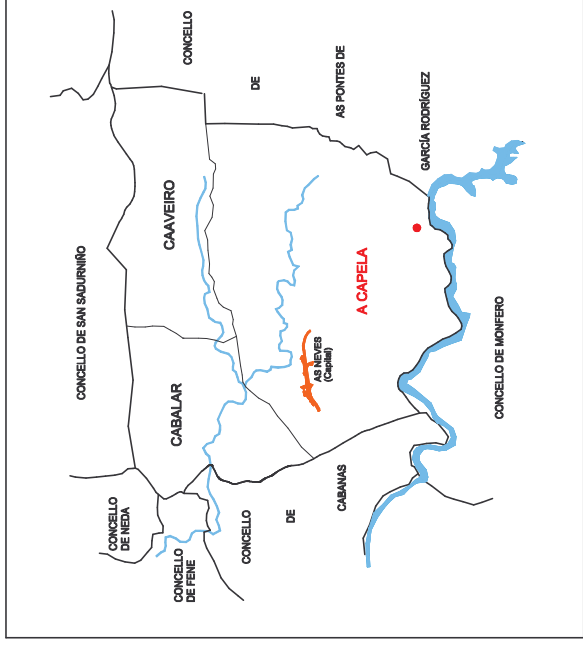 CONCELLO DE SAN SADURNIÑO
CONCELLO
DE NEDA
CONCELLO
DE FENE
CABALAR
CAAVEIRO
CONCELLO
DE
AS PONTES DE
GARCÍA RODRÍGUEZ
CONCELLO
DE
CABANAS
AS NEVES
(Capital)
A CAPELA
CONCELLO DE MONFERO